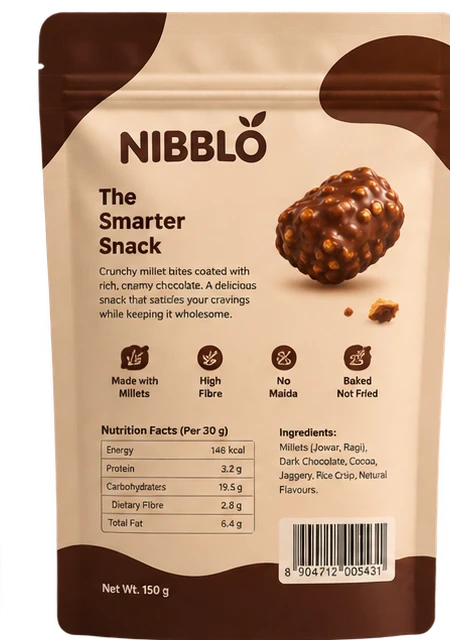 NIBBLO
The
Smarter
Snack
Crunchy millet bites coated with
rich, cramy chocolate. A delicious
snack that saticles your cravings
while keeping it wholesome.
Made with
Millets
High
Fibre
No
Maida
Baked
Not Fried
Nutrition Facts (Per 30 g)
Energy 146 kcal
Protein 3.2 g
Carbohydraters 19.5 g
Dietary Fibre 2.8 g
Total Fat 6.4 g
Ingredients:
Millets (Jowar, Ragi),
Dark Chocolate, Cocoa,
Jaggery, Rice Crisp, Natural
Flavours.
8 904712 005431
Net Wt. 150 g